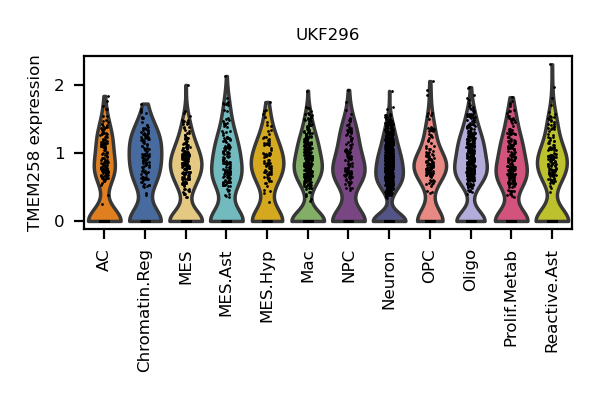 UKF296
TMEM258 expression
2
1
0
AC
Chromatin.Reg
MES
MES.Ast
MES.Hyp
Mac
NPC
Neuron
OPC
Oligo
Prolif.Metab
Reactive.Ast